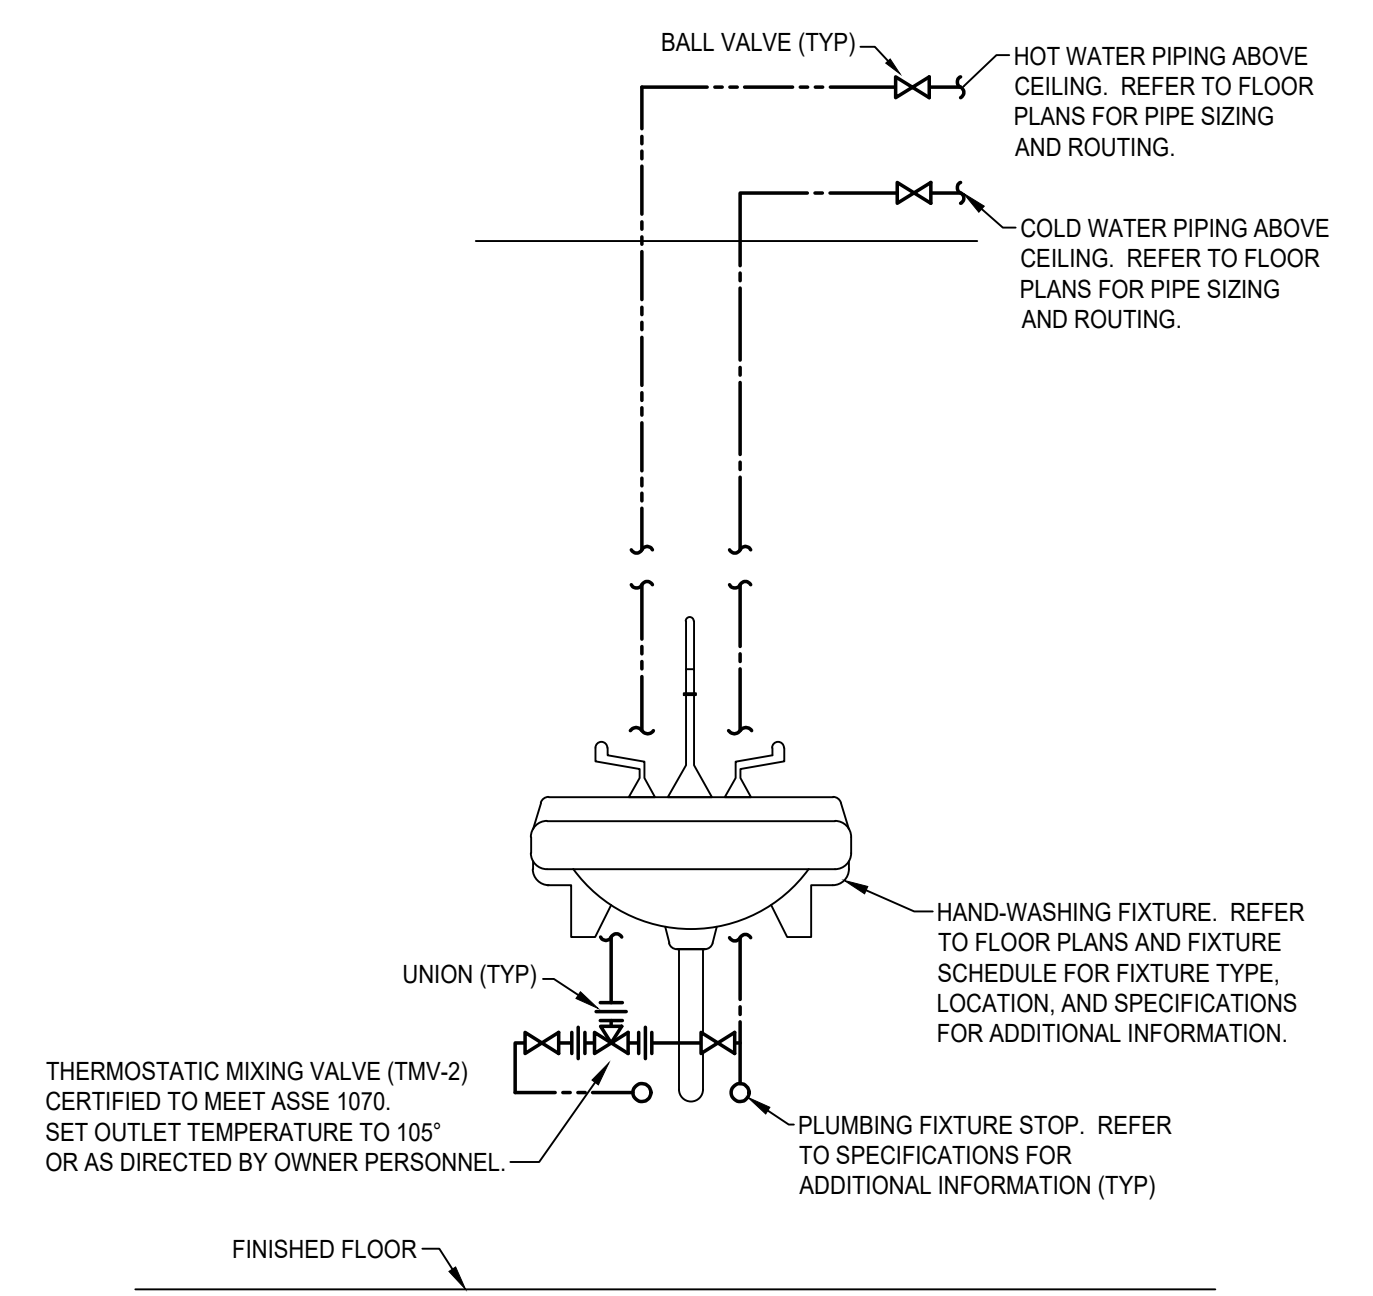 BALL VALVE (TYP)
HOT WATER PIPING ABOVE
CEILING.  REFER TO FLOOR
PLANS FOR PIPE SIZING
AND ROUTING.
COLD WATER PIPING ABOVE
CEILING.  REFER TO FLOOR
PLANS FOR PIPE SIZING
AND ROUTING.
HAND-WASHING FIXTURE.  REFER
TO FLOOR PLANS AND FIXTURE
SCHEDULE FOR FIXTURE TYPE,
LOCATION, AND SPECIFICATIONS
FOR ADDITIONAL INFORMATION.
UNION (TYP)
THERMOSTATIC MIXING VALVE (TMV-2)
CERTIFIED TO MEET ASSE 1070.
SET OUTLET TEMPERATURE TO 105°
OR AS DIRECTED BY OWNER PERSONNEL.
PLUMBING FIXTURE STOP.  REFER
TO SPECIFICATIONS FOR
ADDITIONAL INFORMATION (TYP)
FINISHED FLOOR